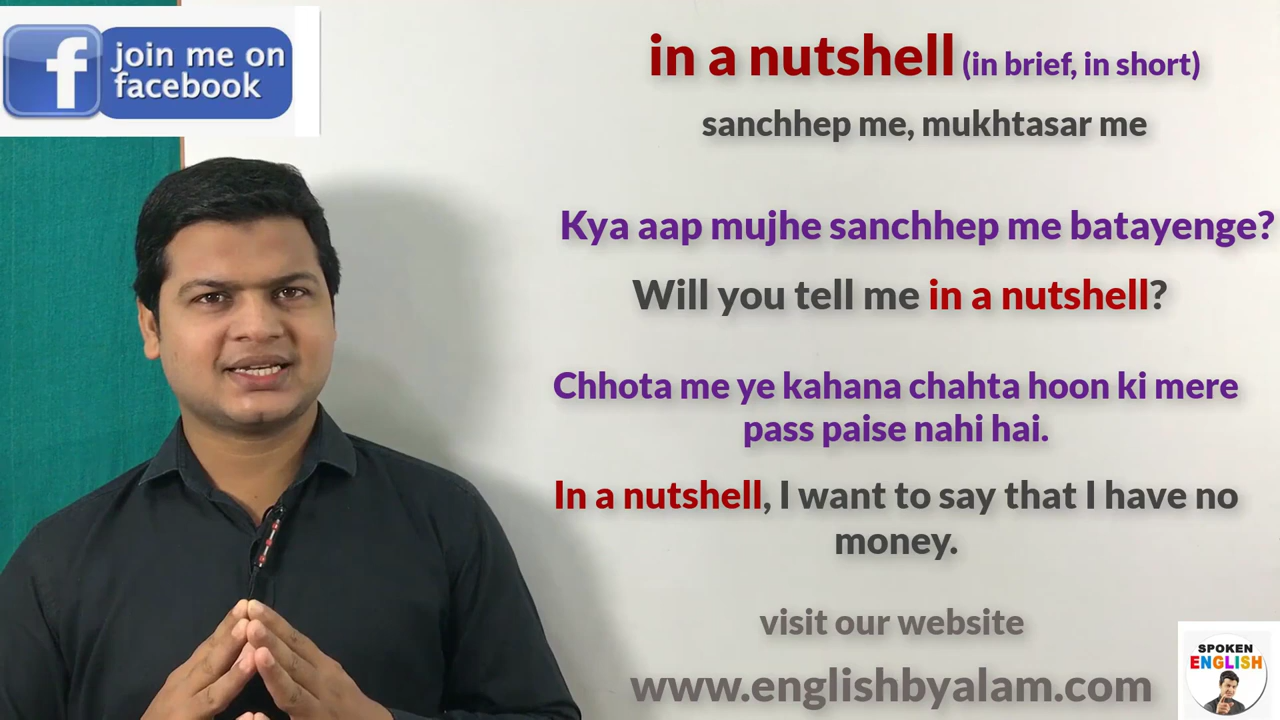 f join me on
facebook
in a nutshell (in brief, in short)
sanchhep me, mukhtasar me
Kya aap mujhe sanchhep me batayenge?
Will you tell me in a nutshell?
Chhota me ye kahana chahta hoon ki mere
pass paise nahi hai.
In a nutshell, I want to say that I have no
money.
visit our website
www.englishbyalam.com
SPOKEN
ENGLISH